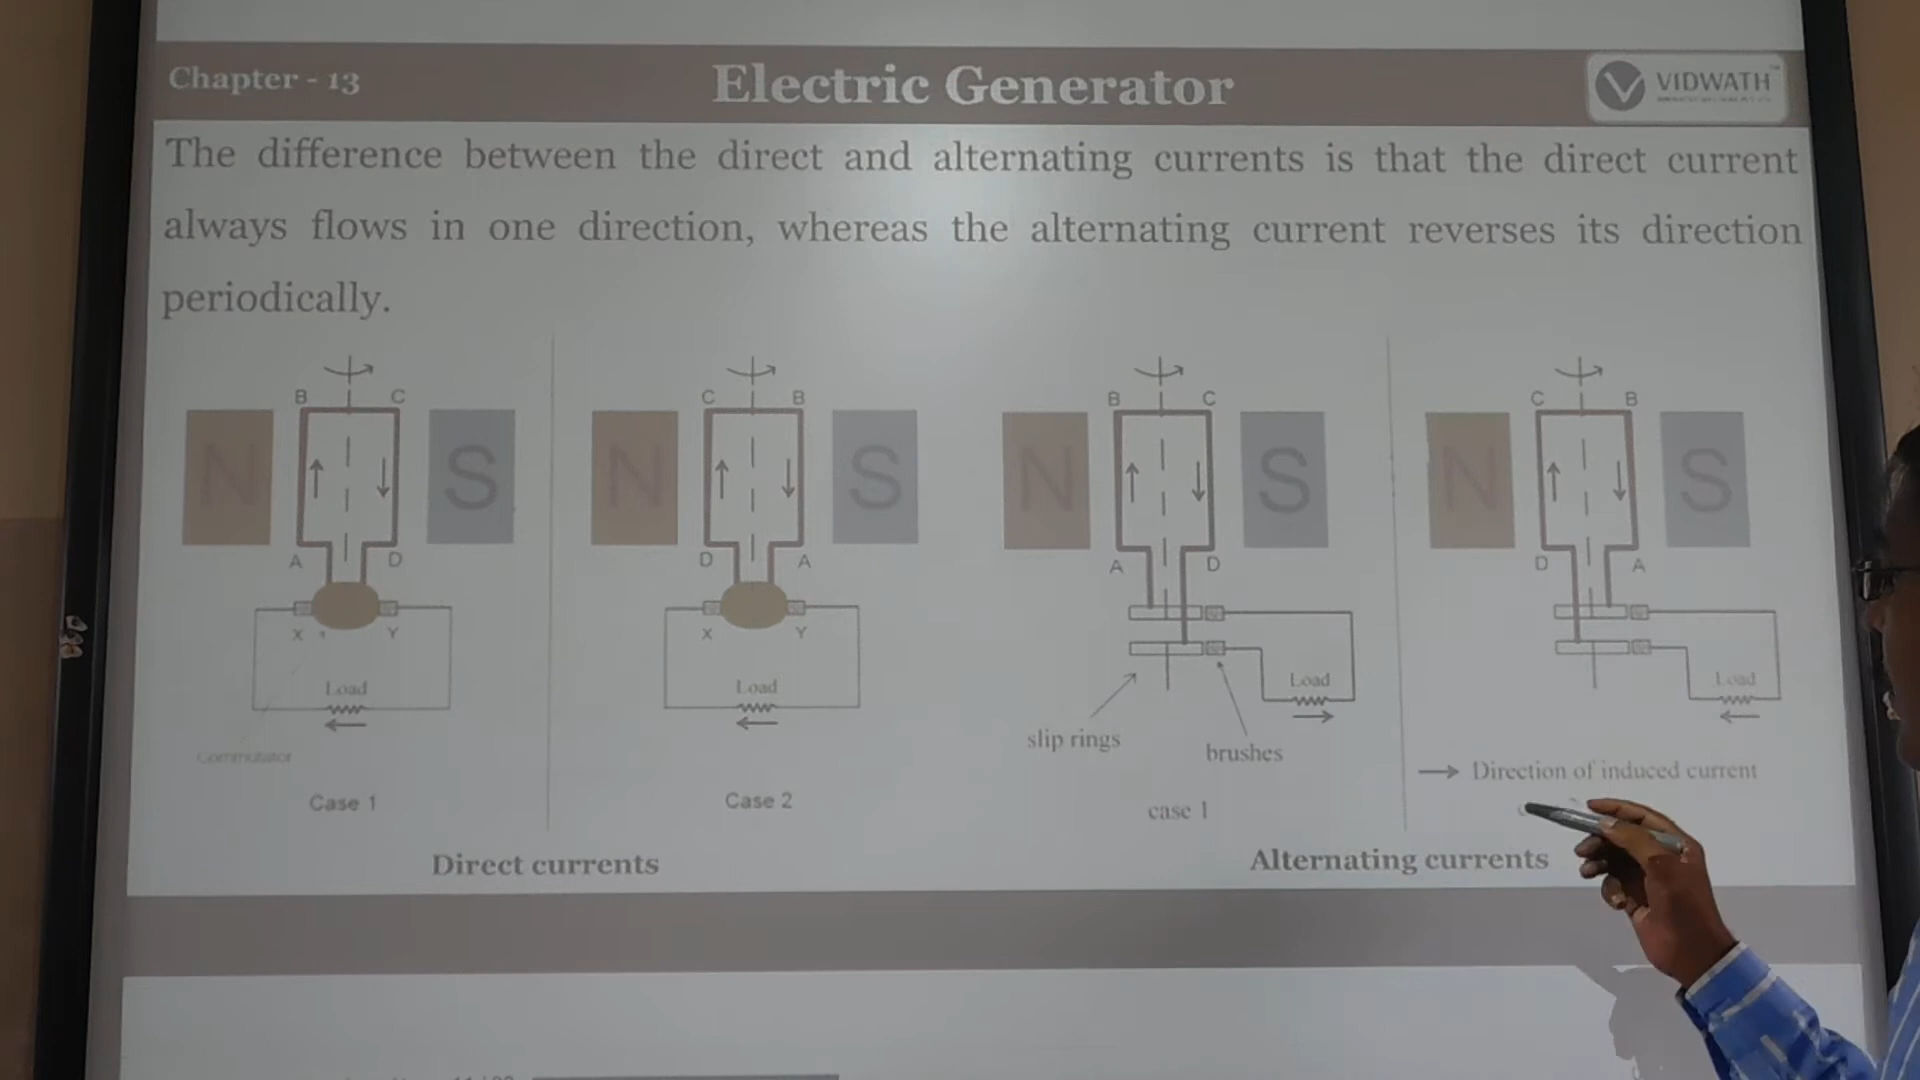 Chapter - 13
Electric Generator
VIDWATH
The difference between the direct and alternating currents is that the direct current
always flows in one direction, whereas the alternating current reverses its direction
periodically.
B C
N S
A D
X Y
Load
Commutator
Case 1
C B
N S
D A
X Y
Load
Case 2
Direct currents
B C
N S
A D
Load
slip rings
brushes
case 1
C B
N S
D A
Load
Direction of induced current
Alternating currents